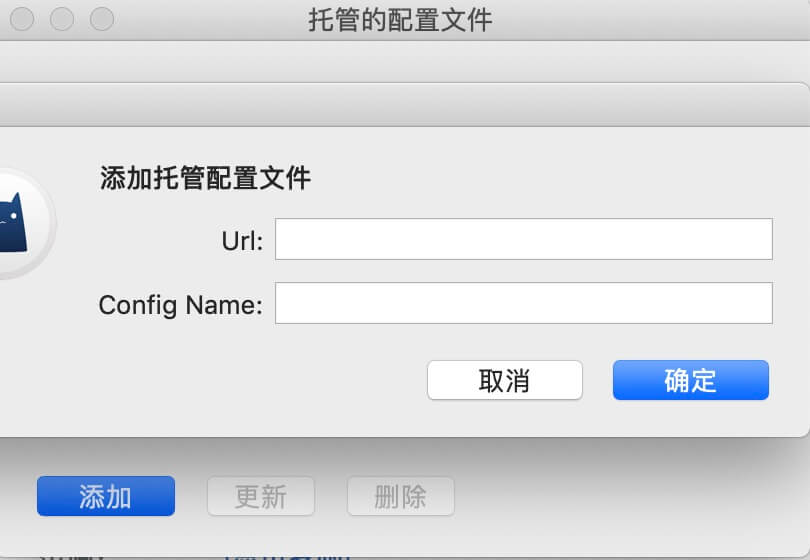 托管的配置文件
添加托管配置文件
Url:
Config Name:
取消 确定
添加 更新 删除